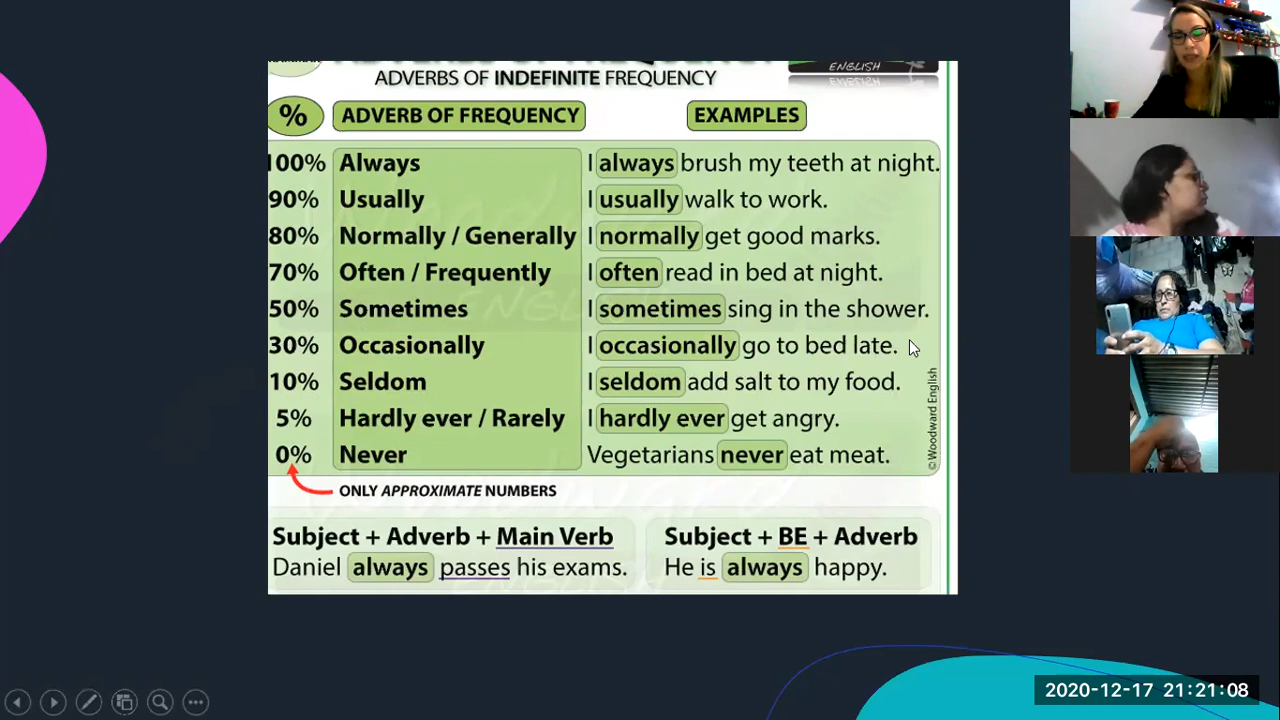 ENGLISH
ADVERBS OF INDEFINITE FREQUENCY
% ADVERB OF FREQUENCY EXAMPLES
100% Always I always brush my teeth at night.
90% Usually I usually walk to work.
80% Normally / Generally I normally get good marks.
70% Often / Frequently I often read in bed at night.
50% Sometimes I sometimes sing in the shower.
30% Occasionally I occasionally go to bed late.
10% Seldom I seldom add salt to my food.
5% Hardly ever / Rarely I hardly ever get angry.
0% Never Vegetarians never eat meat.
© Woodward English
ONLY APPROXIMATE NUMBERS
Subject + Adverb + Main Verb
Daniel always passes his exams.
Subject + BE + Adverb
He is always happy.
2020-12-17 21:21:08